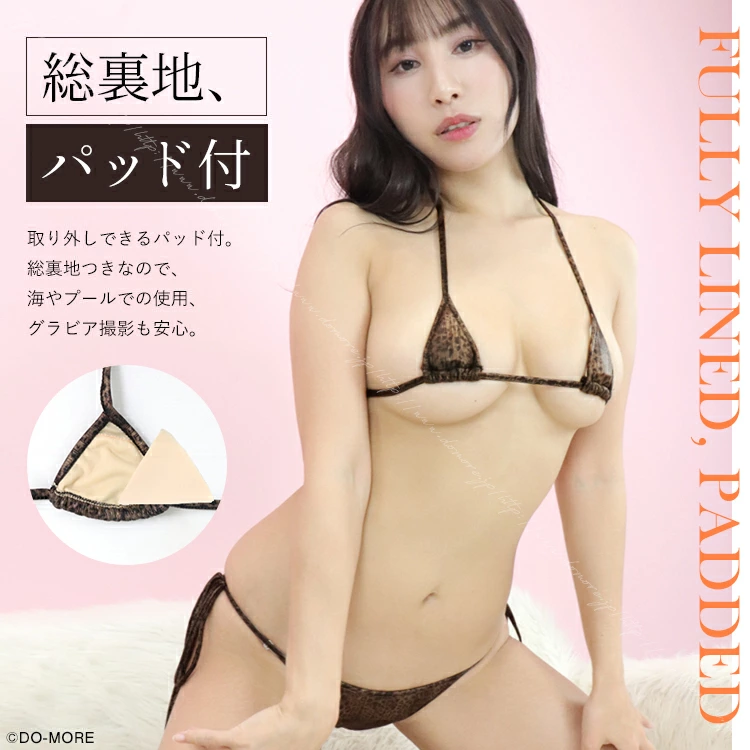 総裏地、
パッド付
取り外しできるパッド付。
総裏地つきなので、
海やプールでの使用、
グラビア撮影も安心。
FULLY LINED, PADDED
©DO-MORE